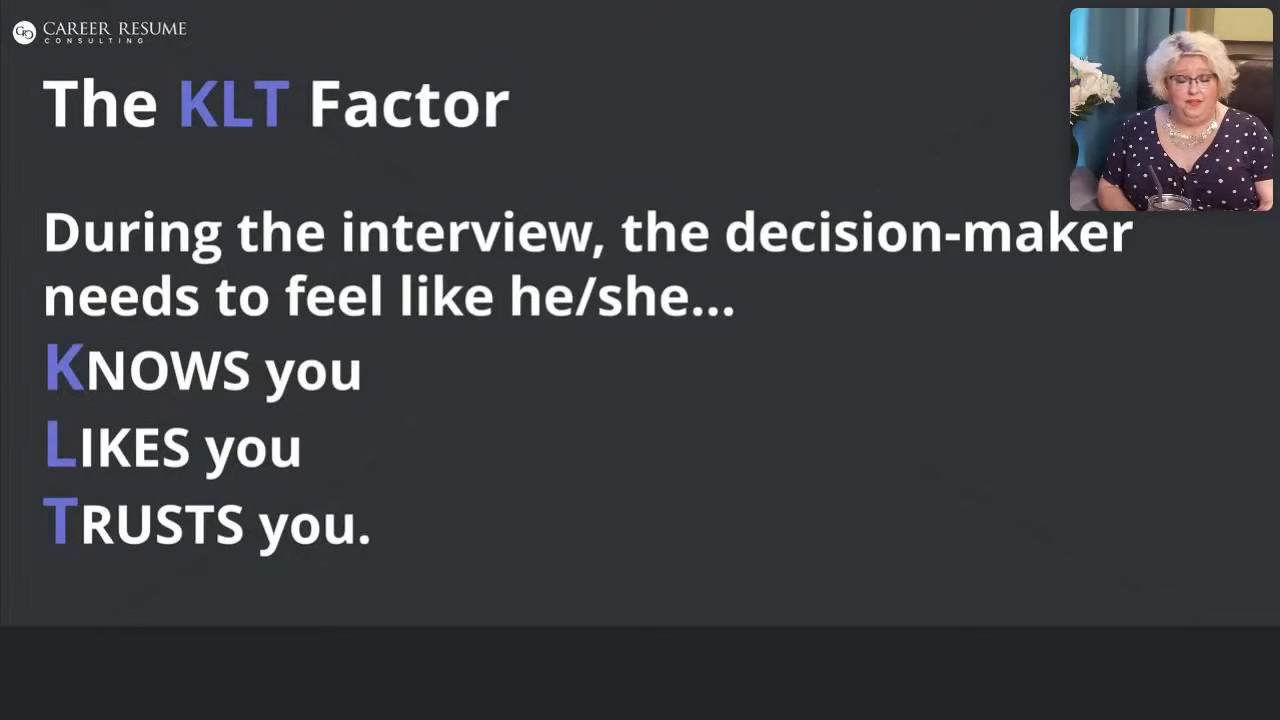 CAREER RESUME
CONSULTING
The KLT Factor
During the interview, the decision-maker
needs to feel like he/she...
KNOWS you
LIKES you
TRUSTS you.